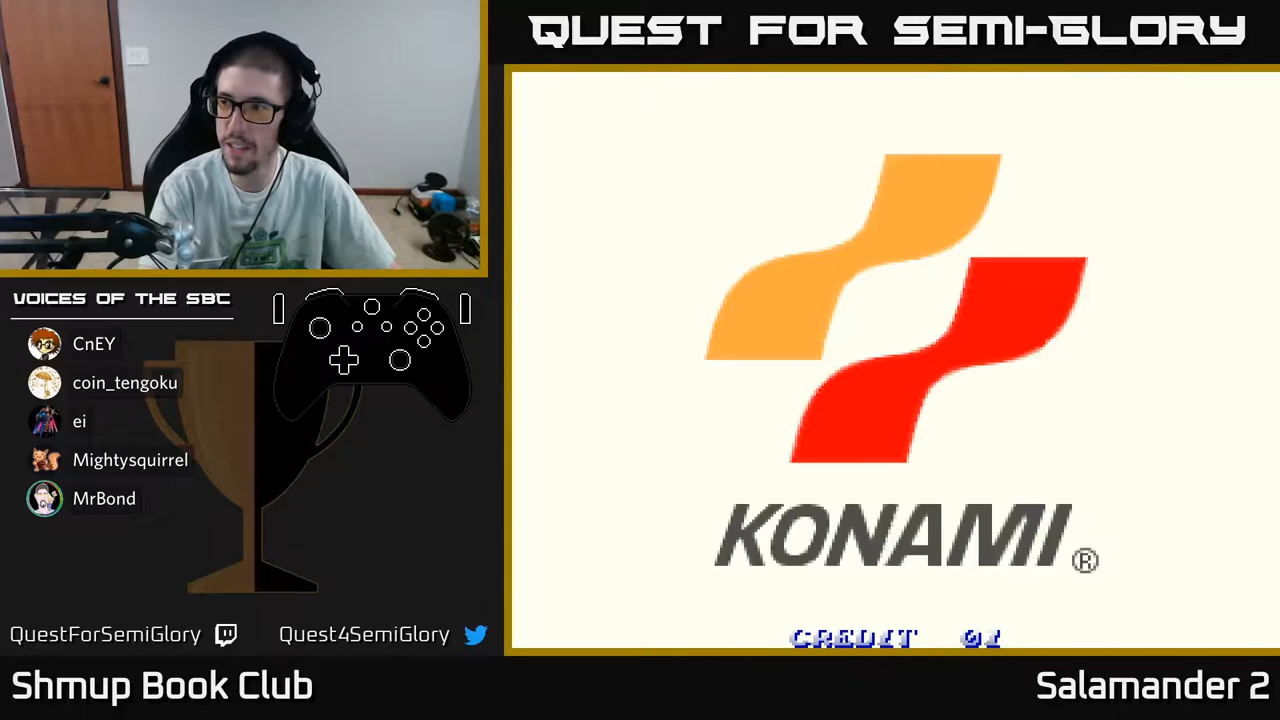 QUEST FOR SEMI-GLORY
VOICES OF THE SBC
CnEY
coin_tengoku
ei
Mightysquirrel
MrBond
KONAMI®
CREDIT 01
QuestForSemiGlory
Quest4SemiGlory
Shmup Book Club
Salamander 2